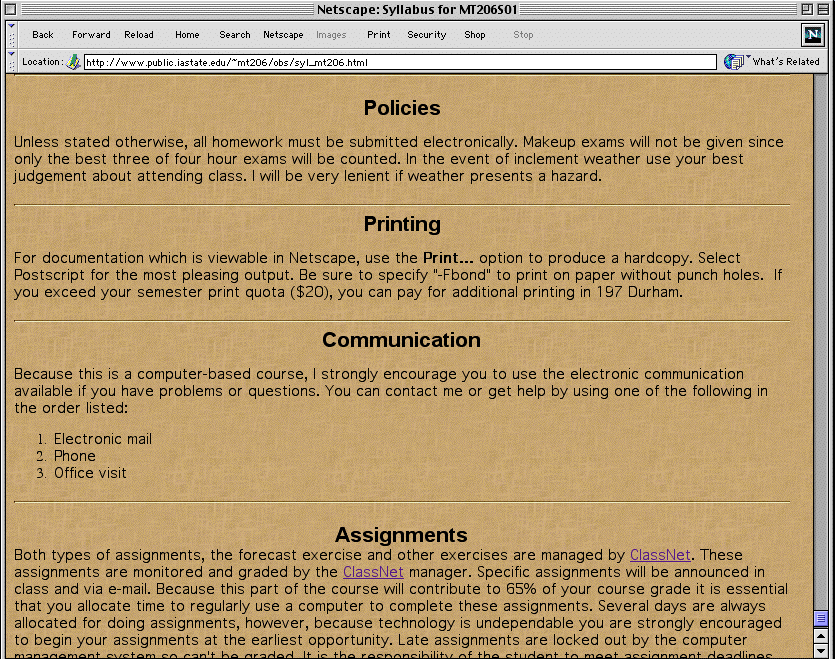 Netscape: Syllabus for MT206S01
Back Forward Reload Home Search Netscape Images Print Security Shop Stop
N
Location: http://www.public.iastate.edu/~mt206/obs/syl_mt206.html What's Related
Policies
Unless stated otherwise, all homework must be submitted electronically. Makeup exams will not be given since
only the best three of four hour exams will be counted. In the event of inclement weather use your best
judgement about attending class. I will be very lenient if weather presents a hazard.
Printing
For documentation which is viewable in Netscape, use the Print... option to produce a hardcopy. Select
Postscript for the most pleasing output. Be sure to specify "-Fbond" to print on paper without punch holes. If
you exceed your semester print quota ($20), you can pay for additional printing in 197 Durham.
Communication
Because this is a computer-based course, I strongly encourage you to use the electronic communication
available if you have problems or questions. You can contact me or get help by using one of the following in
the order listed:
1. Electronic mail
2. Phone
3. Office visit
Assignments
Both types of assignments, the forecast exercise and other exercises are managed by ClassNet. These
assignments are monitored and graded by the ClassNet manager. Specific assignments will be announced in
class and via e-mail. Because this part of the course will contribute to 65% of your course grade it is essential
that you allocate time to regularly use a computer to complete these assignments. Several days are always
allocated for doing assignments, however, because technology is undependable you are strongly encouraged
to begin your assignments at the earliest opportunity. Late assignments are locked out by the computer
management system so can't be graded. It is the responsibility of the student to meet assignment deadlines